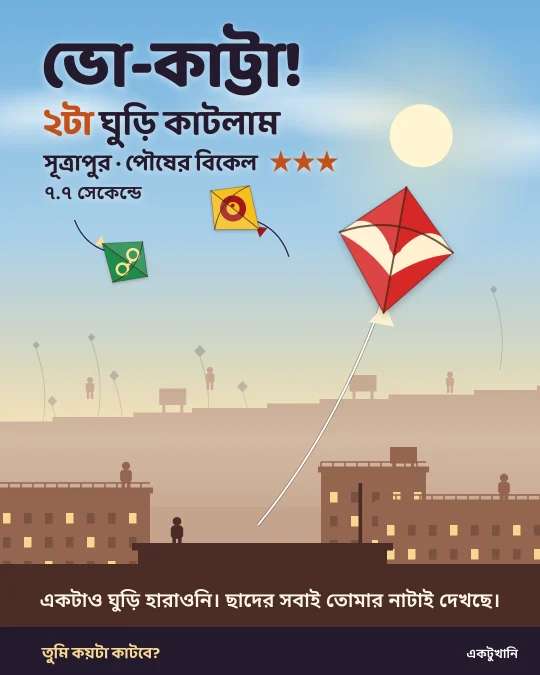 ভো-কাট্টা!
২টা ঘুড়ি কাটলাম
সূত্রাপুর · পৌষের বিকেল ★★★
৭.৭ সেকেন্ডে
একটাও ঘুড়ি হারাওনি। ছাদের সবাই তোমার নাটাই দেখছে।
তুমি কয়টা কাটবে?
একটুখানি